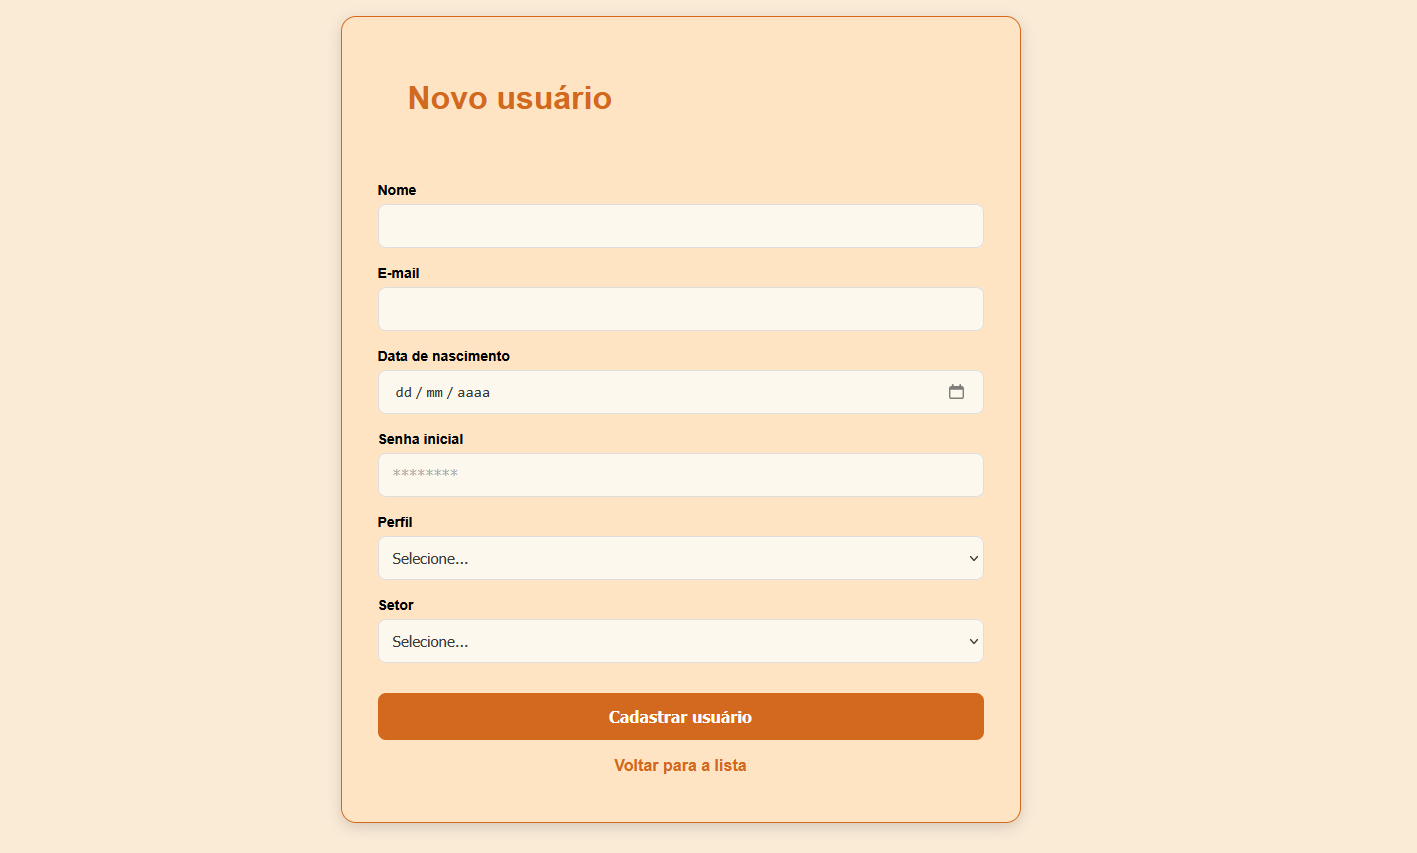 Novo usuário
Nome
E-mail
Data de nascimento
dd/mm/aaaa
Senha inicial
********
Perfil
Selecione...
Setor
Selecione...
Cadastrar usuário
Voltar para a lista